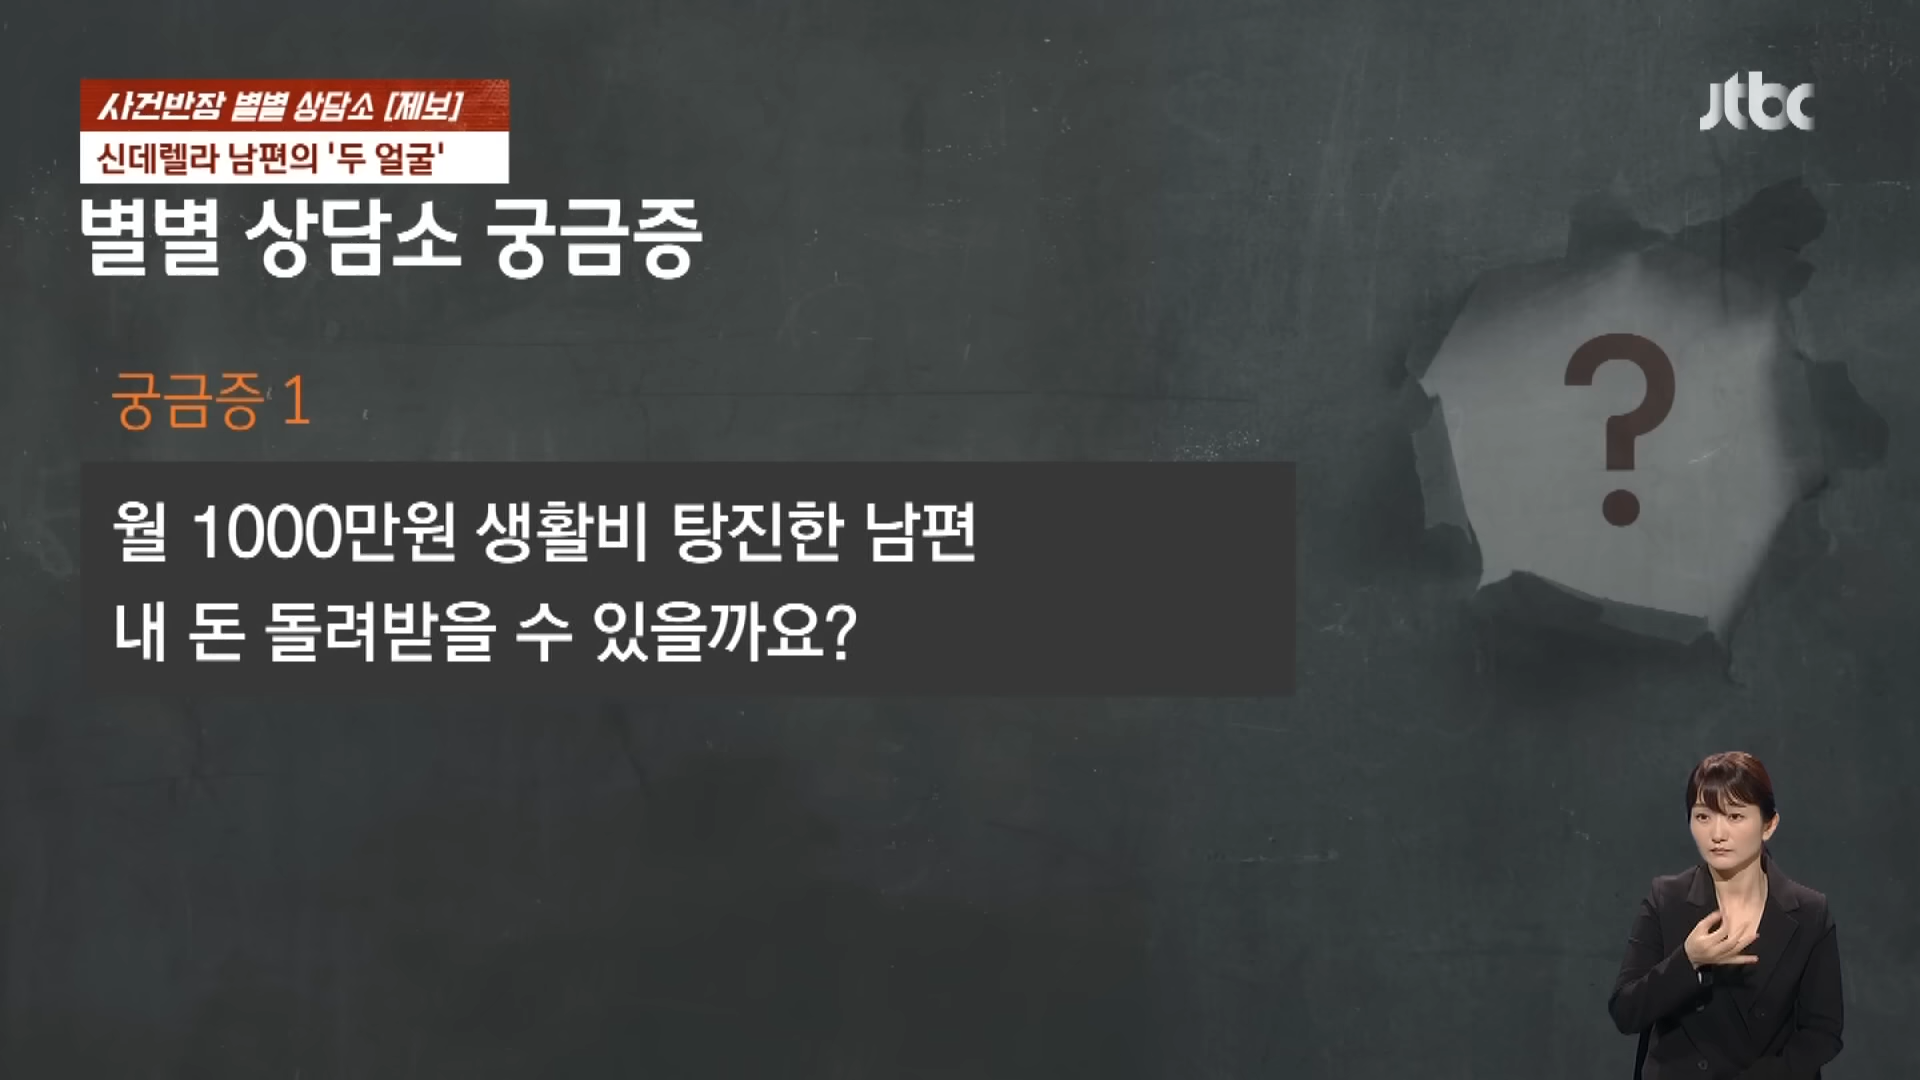 사건반장 별별 상담소 [제보]
신데렐라 남편의 '두 얼굴'
jtbc
별별 상담소 궁금증
궁금증 1
월 1000만원 생활비 탕진한 남편
내 돈 돌려받을 수 있을까요?
?